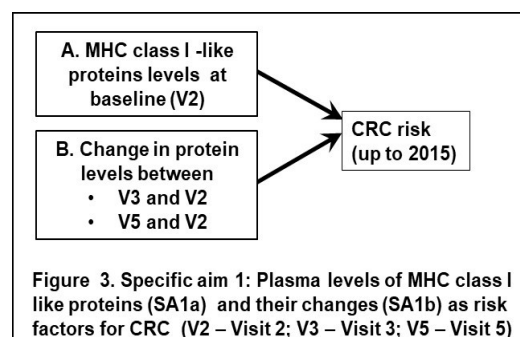 A. MHC class I -like
proteins levels at
baseline (V2)
B. Change in protein
levels between
• V3 and V2
• V5 and V2
CRC risk
(up to 2015)
Figure 3. Specific aim 1: Plasma levels of MHC class I
like proteins (SA1a) and their changes (SA1b) as risk
factors for CRC (V2 – Visit 2; V3 – Visit 3; V5 – Visit 5)